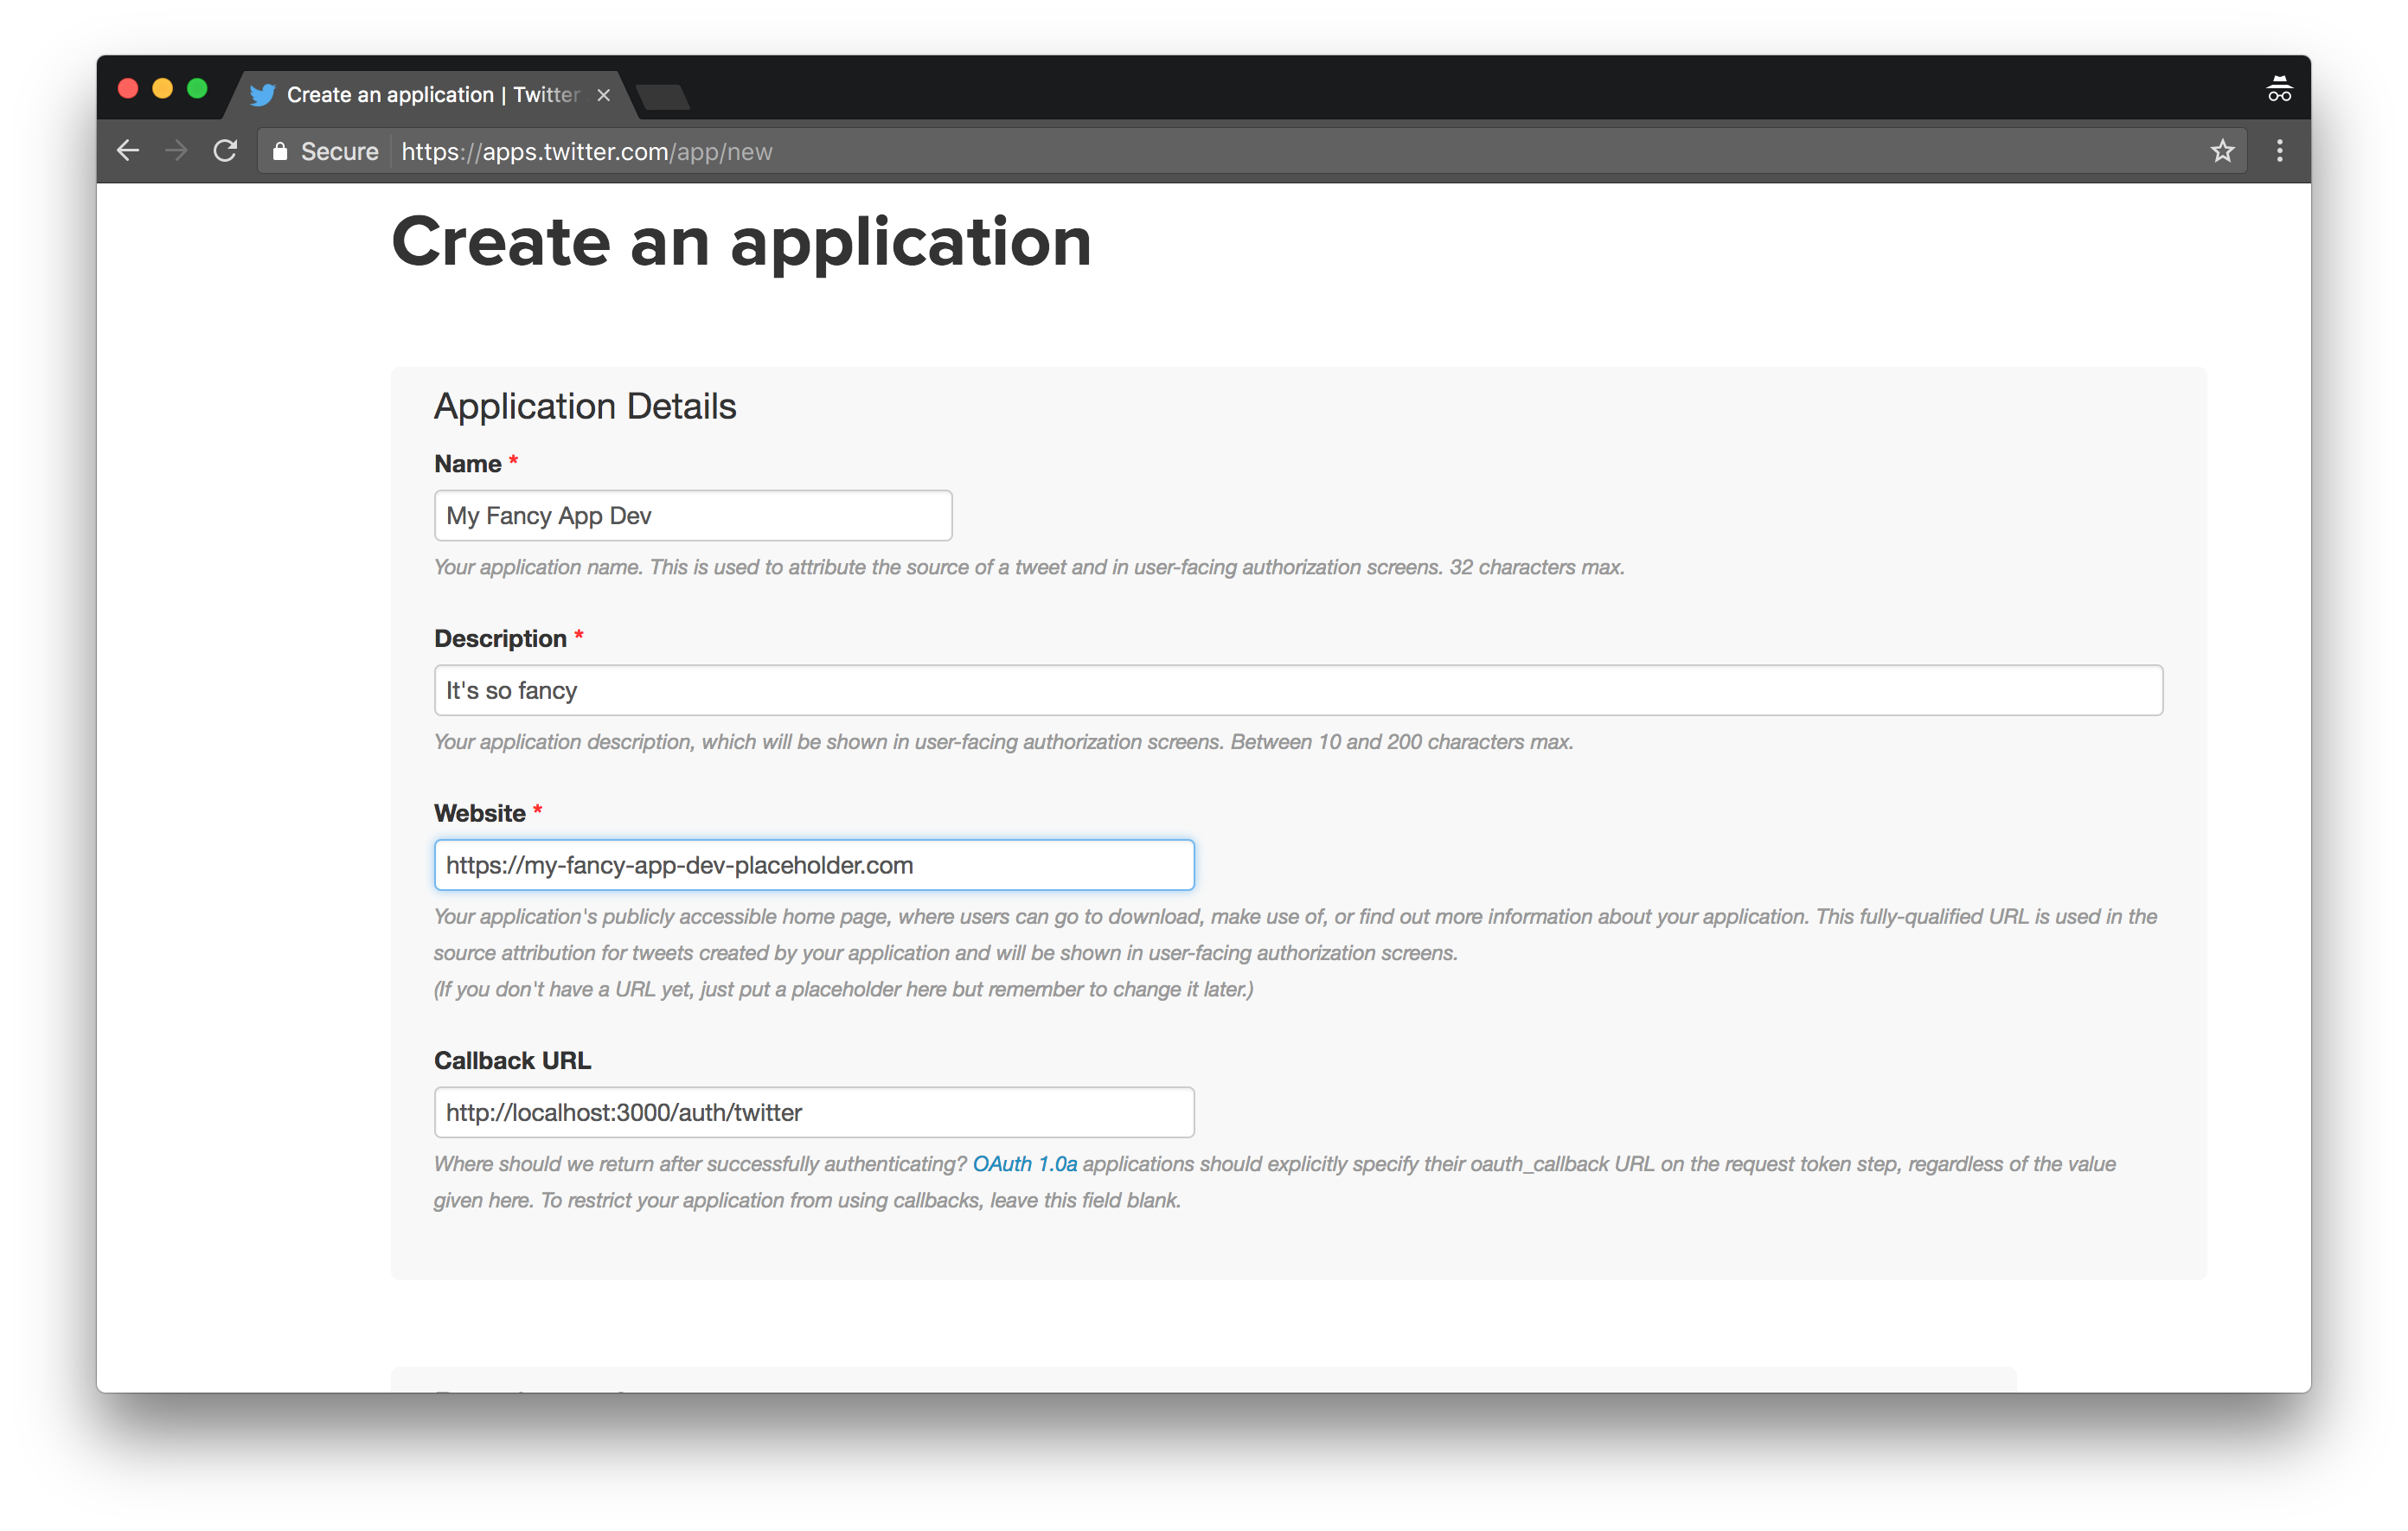 Create an application | Twitter
Secure https://apps.twitter.com/app/new
Create an application
Application Details
Name *
My Fancy App Dev
Your application name. This is used to attribute the source of a tweet and in user-facing authorization screens. 32 characters max.
Description *
It's so fancy
Your application description, which will be shown in user-facing authorization screens. Between 10 and 200 characters max.
Website *
https://my-fancy-app-dev-placeholder.com
Your application's publicly accessible home page, where users can go to download, make use of, or find out more information about your application. This fully-qualified URL is used in the
source attribution for tweets created by your application and will be shown in user-facing authorization screens.
(If you don't have a URL yet, just put a placeholder here but remember to change it later.)
Callback URL
http://localhost:3000/auth/twitter
Where should we return after successfully authenticating? OAuth 1.0a applications should explicitly specify their oauth_callback URL on the request token step, regardless of the value
given here. To restrict your application from using callbacks, leave this field blank.